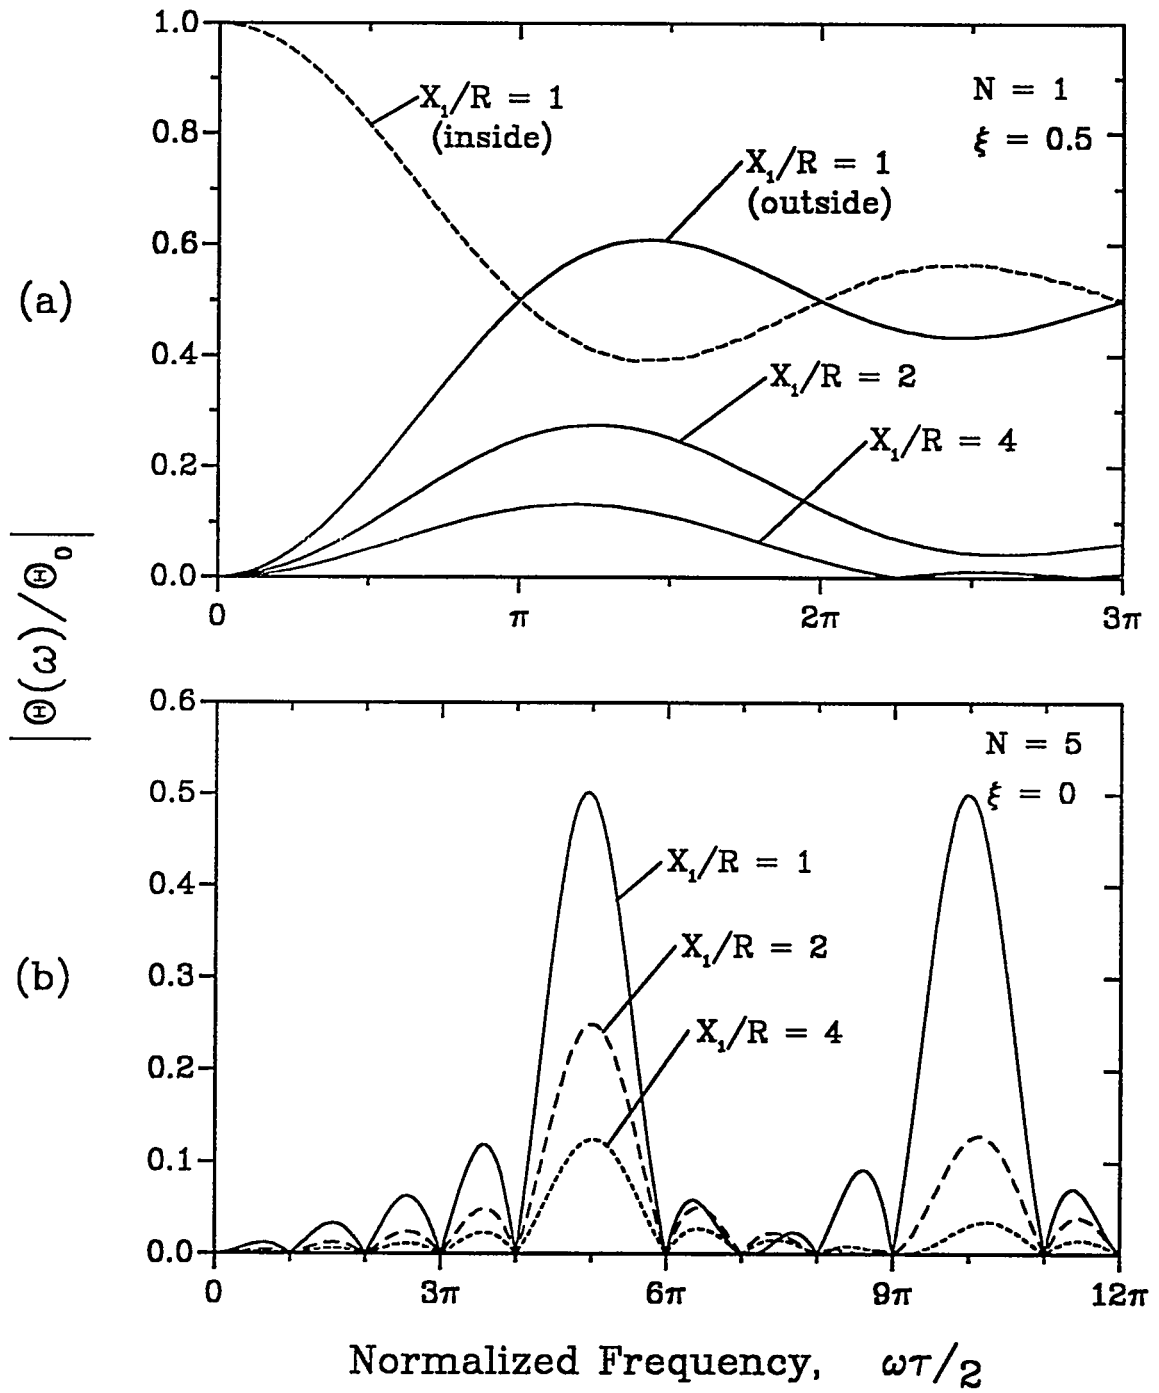 1.0
0.8
0.6
0.4
0.2
0.0
0
π
2π
3π
X₁/R = 1
(inside)
X₁/R = 1
(outside)
X₁/R = 2
X₁/R = 4
N = 1
ξ = 0.5
(a)
|Θ(ω)/Θ₀|
0.6
0.5
0.4
0.3
0.2
0.1
0.0
0
3π
6π
9π
12π
N = 5
ξ = 0
X₁/R = 1
X₁/R = 2
X₁/R = 4
(b)
Normalized Frequency, ωτ/2